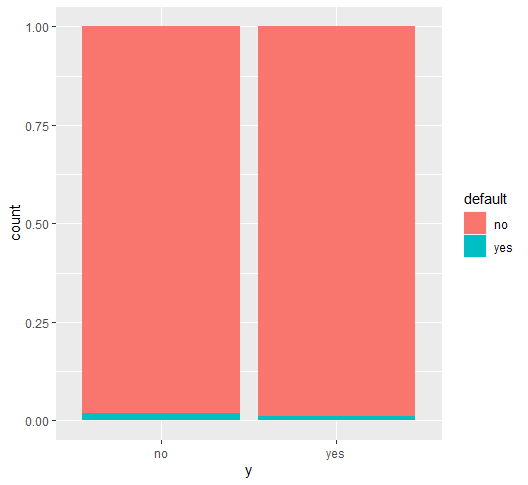 1.00
0.75
0.50
0.25
0.00
count
no yes
y
default
no
yes